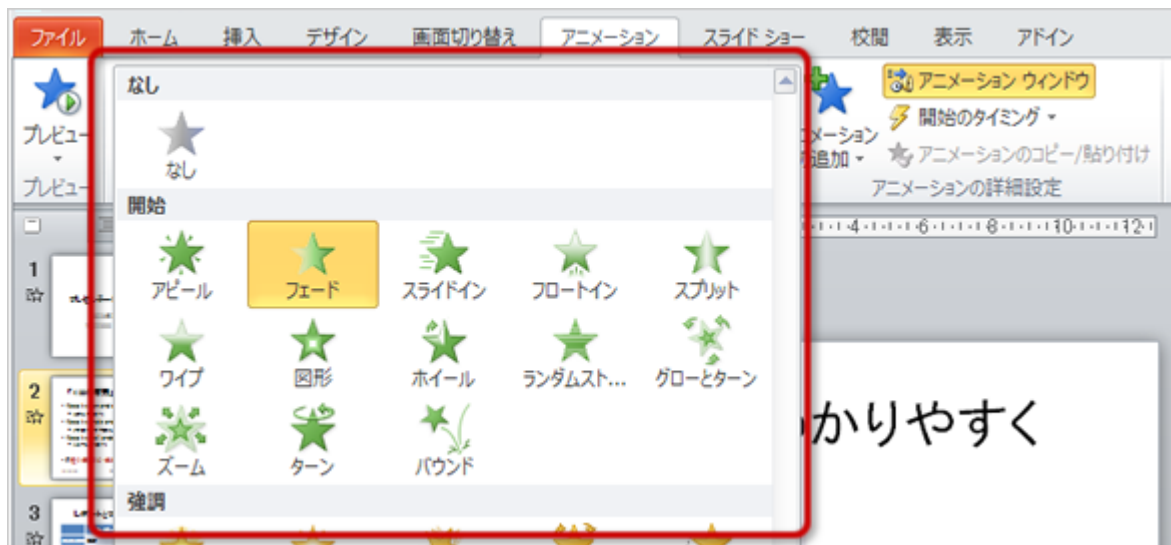 ファイル ホーム 挿入 デザイン 画面切り替え アニメーション スライド ショー 校閲 表示 アドイン
プレビュー
プレビュー
なし
なし
開始
アピール フェード スライドイン フロートイン スプリット
ワイプ 図形 ホイール ランダムスト... グローとターン
ズーム ターン バウンド
強調
メーション
追加
アニメーション ウィンドウ
開始のタイミング
アニメーションのコピー/貼り付け
アニメーションの詳細設定
4 6 8 10 12
1
2
3
かりやすく